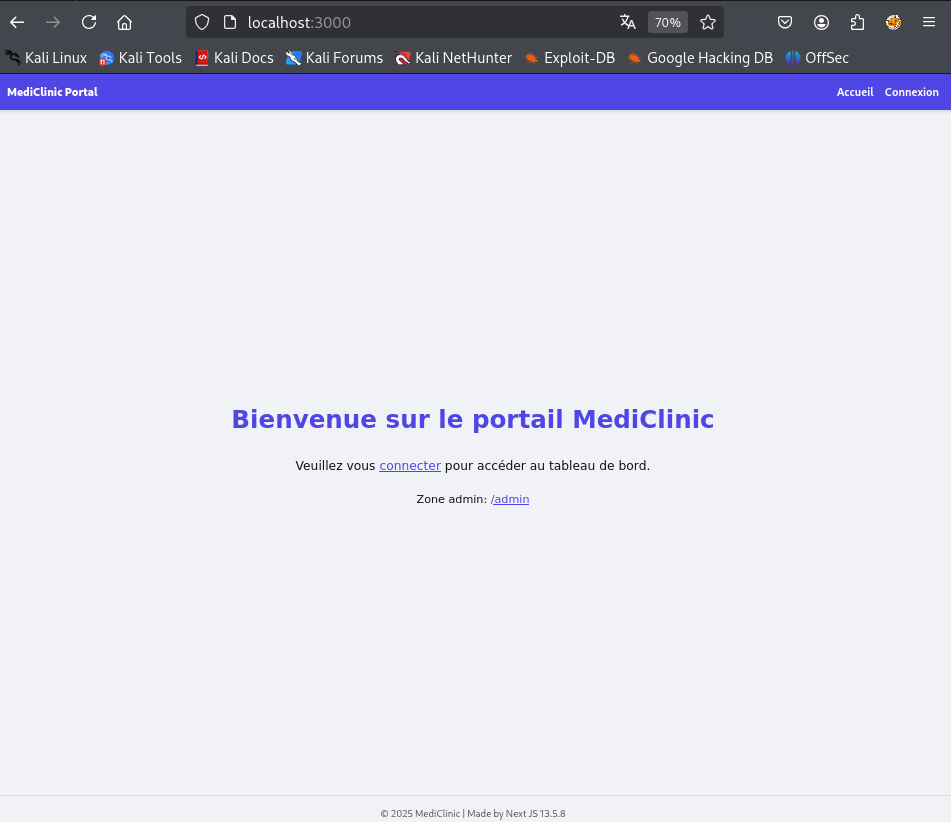 localhost:3000 70%
Kali Linux Kali Tools Kali Docs Kali Forums Kali NetHunter Exploit-DB Google Hacking DB OffSec
MediClinic Portal Accueil Connexion
Bienvenue sur le portail MediClinic
Veuillez vous connecter pour accéder au tableau de bord.
Zone admin: /admin
© 2025 MediClinic | Made by Next JS 13.5.8